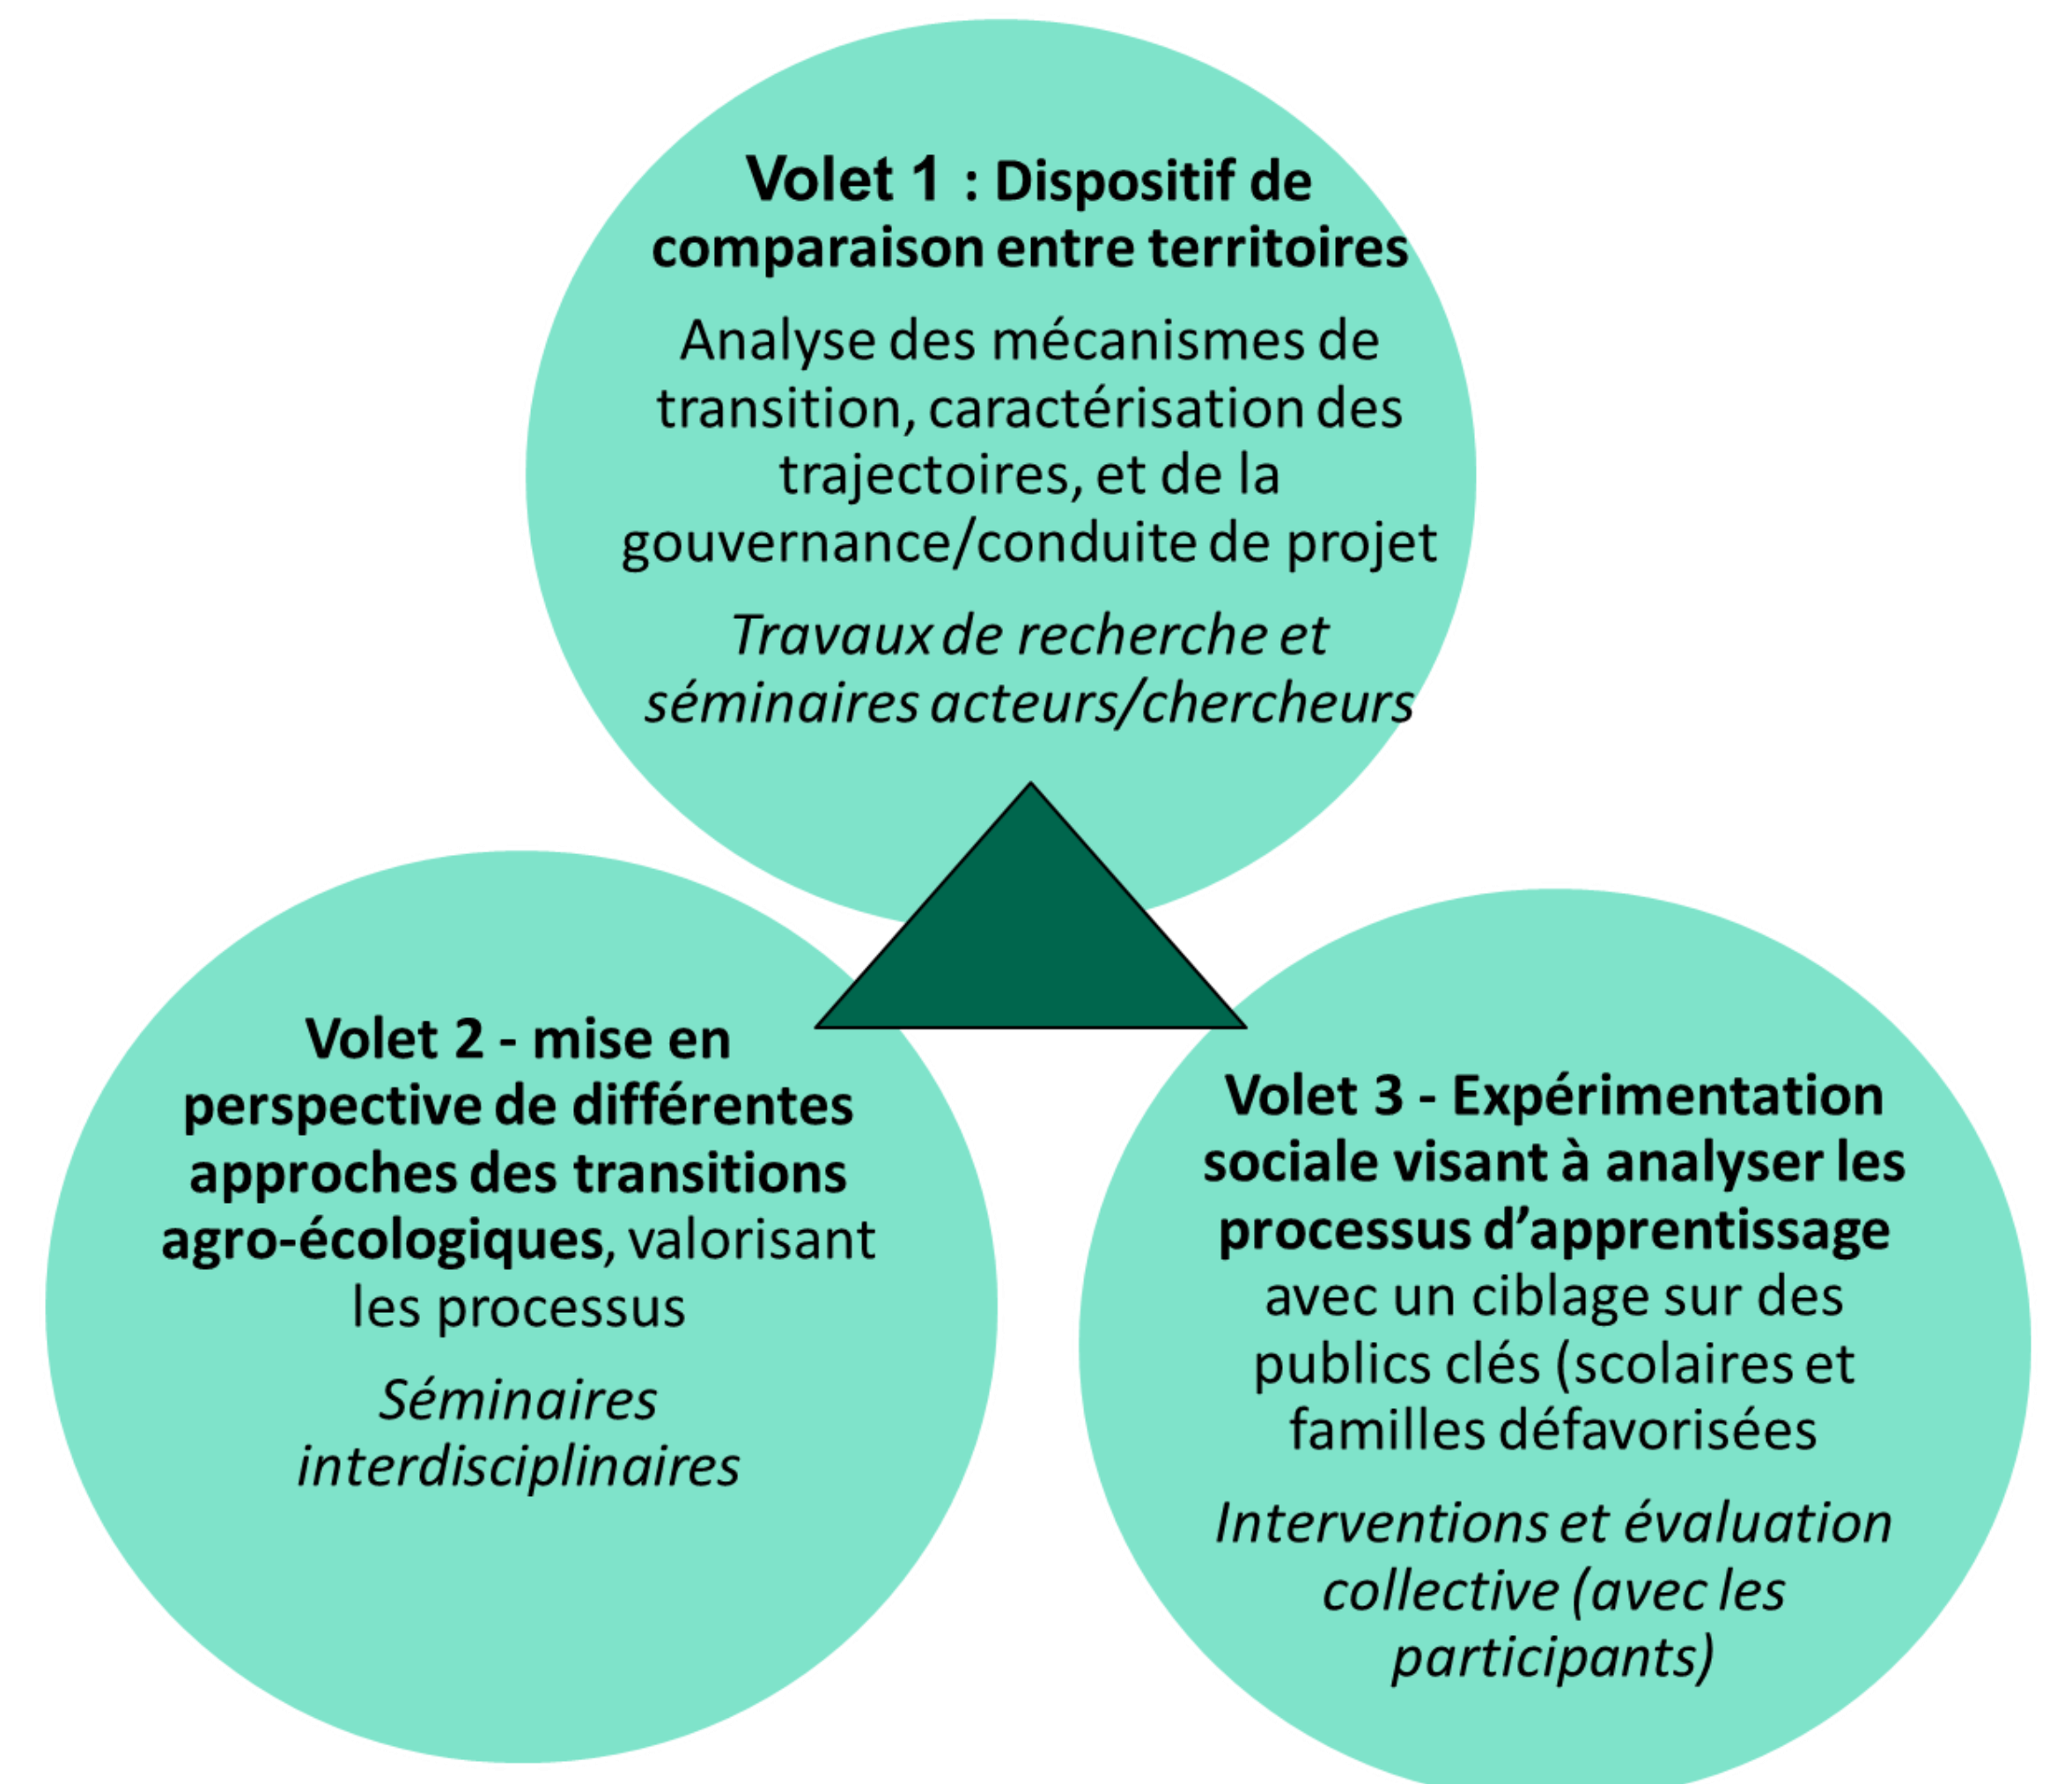 Volet 1 : Dispositif de
comparaison entre territoires
Analyse des mécanismes de
transition, caractérisation des
trajectoires, et de la
gouvernance/conduite de projet
Travaux de recherche et
séminaires acteurs/chercheurs
Volet 2 - mise en
perspective de différentes
approches des transitions
agro-écologiques, valorisant
les processus
Séminaires
interdisciplinaires
Volet 3 - Expérimentation
sociale visant à analyser les
processus d’apprentissage
avec un ciblage sur des
publics clés (scolaires et
familles défavorisées
Interventions et évaluation
collective (avec les
participants)